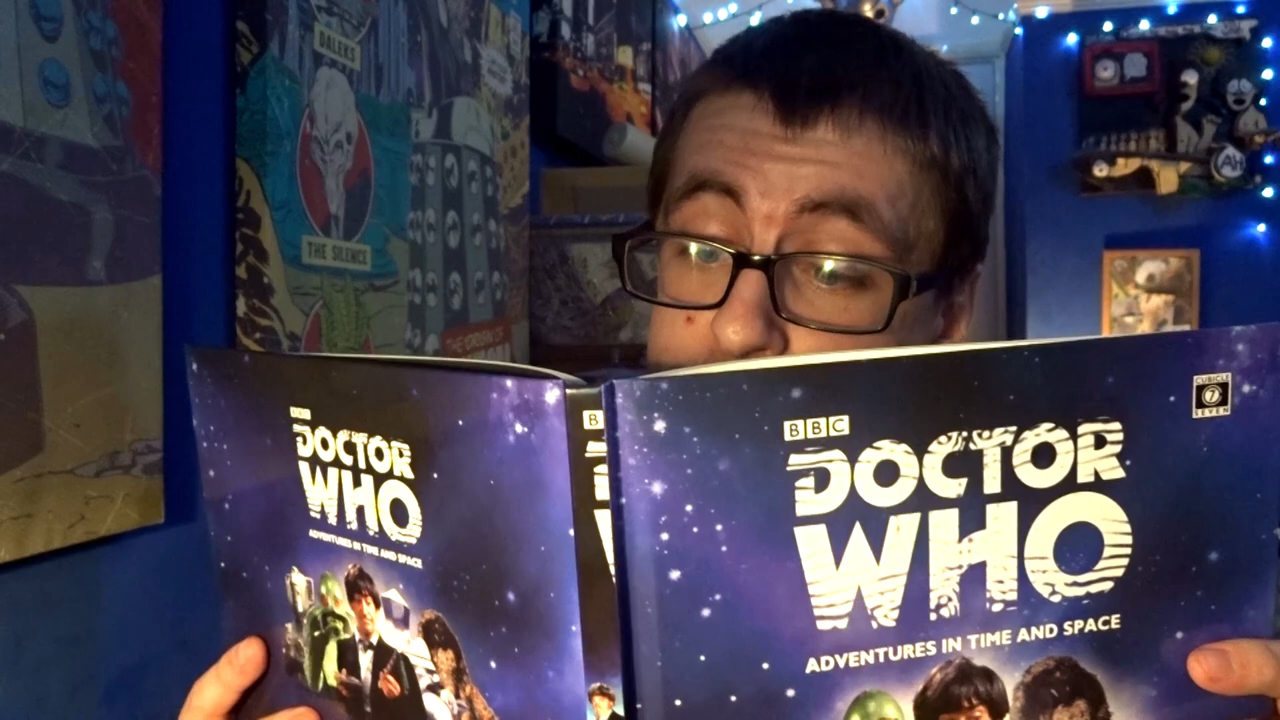 DALEKS
THE SILENCE
BBC
DOCTOR
WHO
ADVENTURES IN TIME AND SPACE
B
BBC
DOCTOR
WHO
ADVENTURES IN TIME AND SPACE
CUBICLE
7
SEVEN
AH